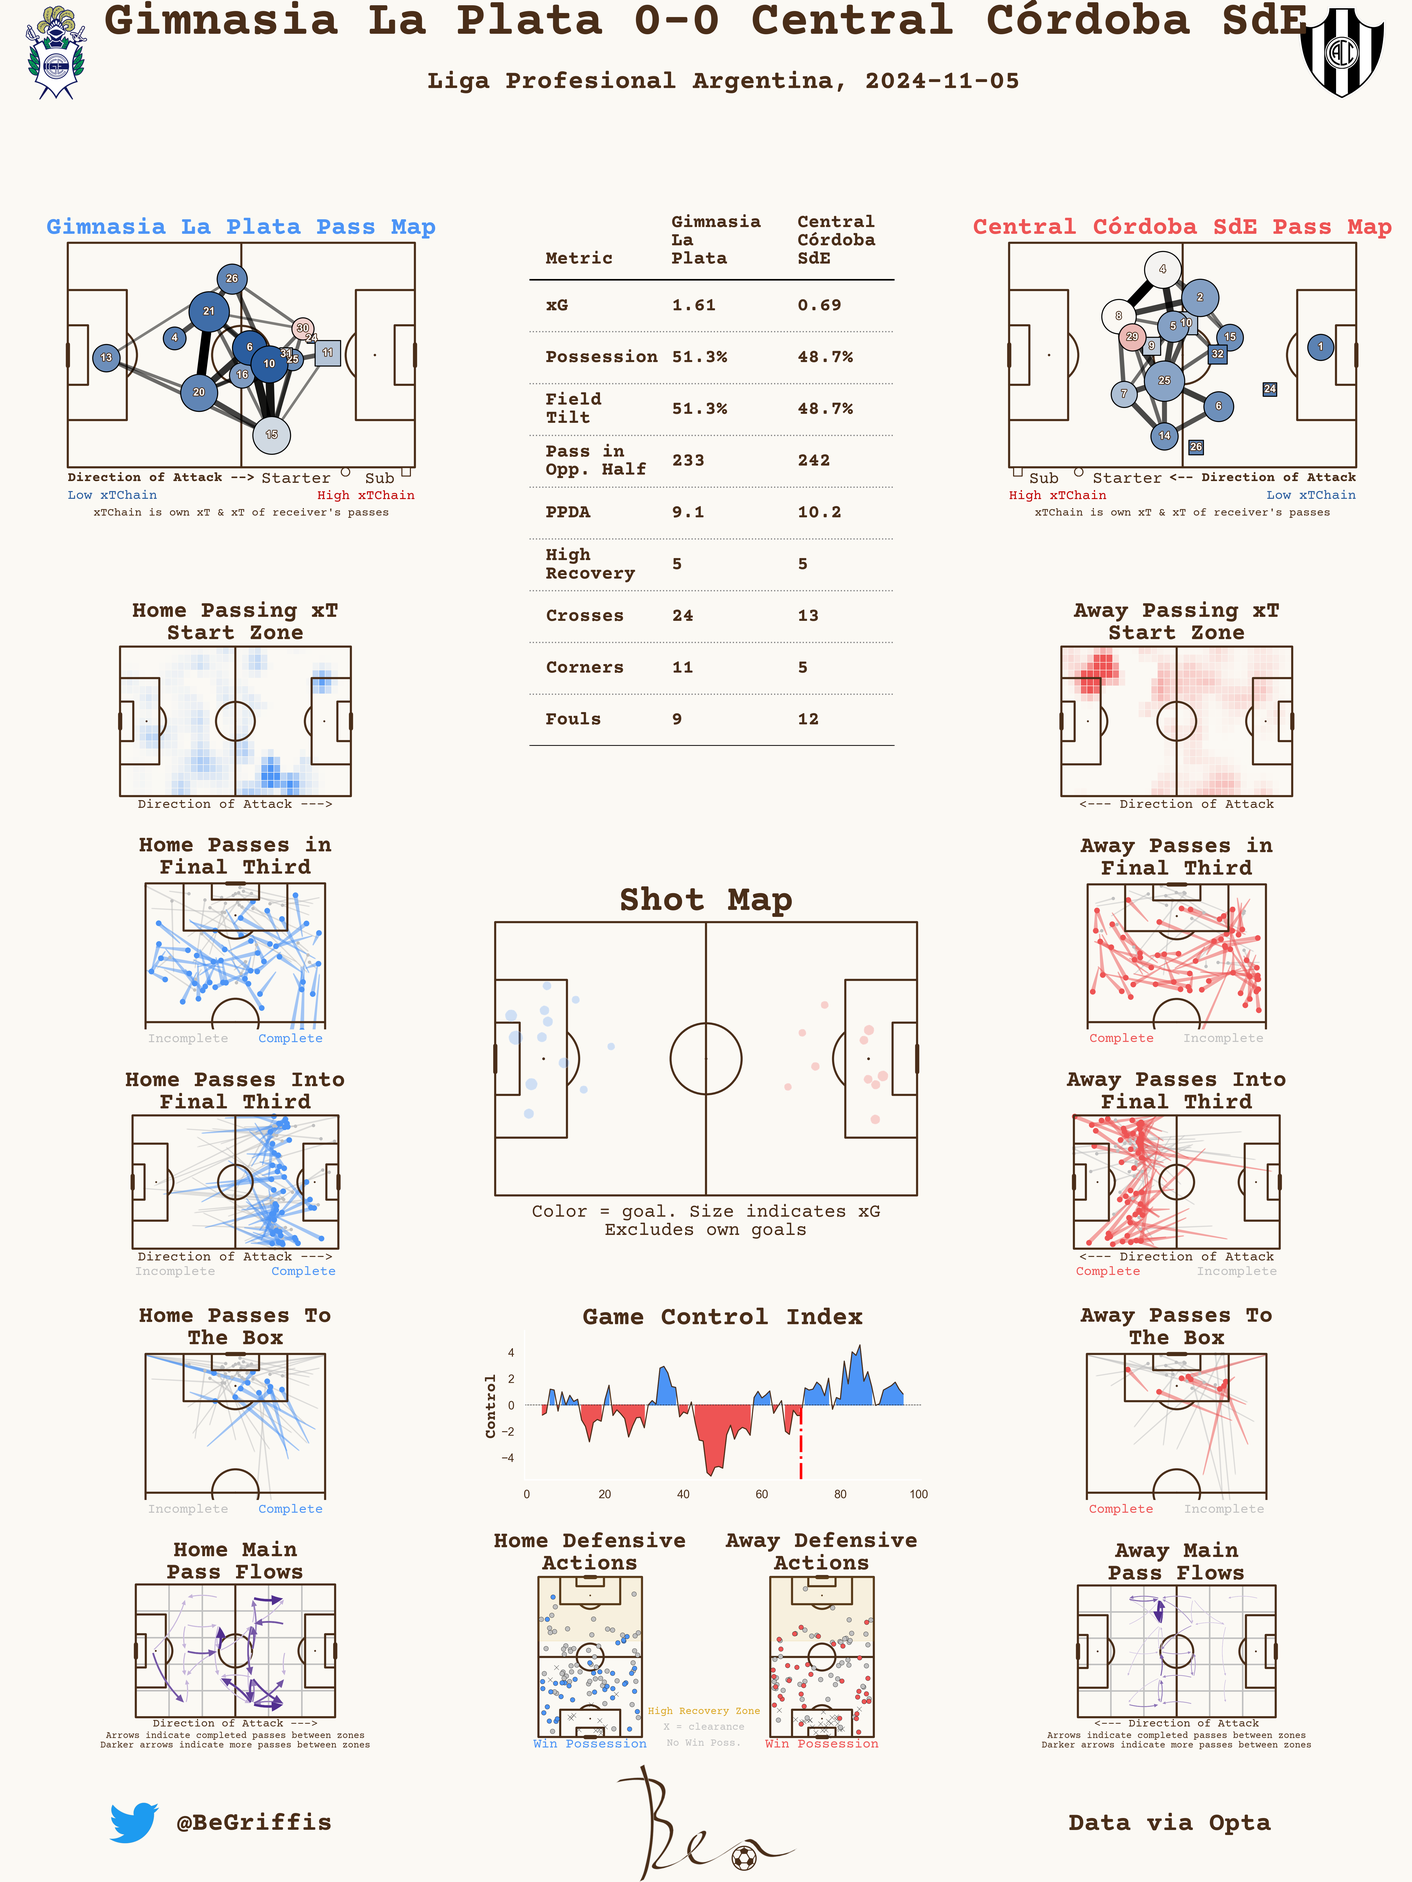 Gimnasia La Plata 0-0 Central Córdoba SdE
Liga Profesional Argentina, 2024-11-05
Gimnasia La Plata Pass Map
26
21
4
30
24
13
6
31
25
11
10
16
20
15
Direction of Attack --> Starter Sub
Low xTChain High xTChain
xTChain is own xT & xT of receiver's passes
Metric Gimnasia La Plata Central Córdoba SdE
xG 1.61 0.69
Possession 51.3% 48.7%
Field Tilt 51.3% 48.7%
Pass in Opp. Half 233 242
PPDA 9.1 10.2
High Recovery 5 5
Crosses 24 13
Corners 11 5
Fouls 9 12
Central Córdoba SdE Pass Map
4
2
8
5
10
29
9
15
32
1
25
7
24
6
14
26
Sub Starter <-- Direction of Attack
High xTChain Low xTChain
xTChain is own xT & xT of receiver's passes
Home Passing xT
Start Zone
Direction of Attack --->
Away Passing xT
Start Zone
<--- Direction of Attack
Home Passes in
Final Third
Incomplete Complete
Away Passes in
Final Third
Complete Incomplete
Shot Map
Color = goal. Size indicates xG
Excludes own goals
Home Passes Into
Final Third
Direction of Attack --->
Incomplete Complete
Away Passes Into
Final Third
<--- Direction of Attack
Complete Incomplete
Home Passes To
The Box
Incomplete Complete
Game Control Index
Control
4
2
0
−2
−4
0 20 40 60 80 100
Away Passes To
The Box
Complete Incomplete
Home Main
Pass Flows
Direction of Attack --->
Arrows indicate completed passes between zones
Darker arrows indicate more passes between zones
Home Defensive
Actions
Win Possession
High Recovery Zone
X = clearance
No Win Poss.
Away Defensive
Actions
Win Possession
Away Main
Pass Flows
<--- Direction of Attack
Arrows indicate completed passes between zones
Darker arrows indicate more passes between zones
@BeGriffis
Ben
Data via Opta